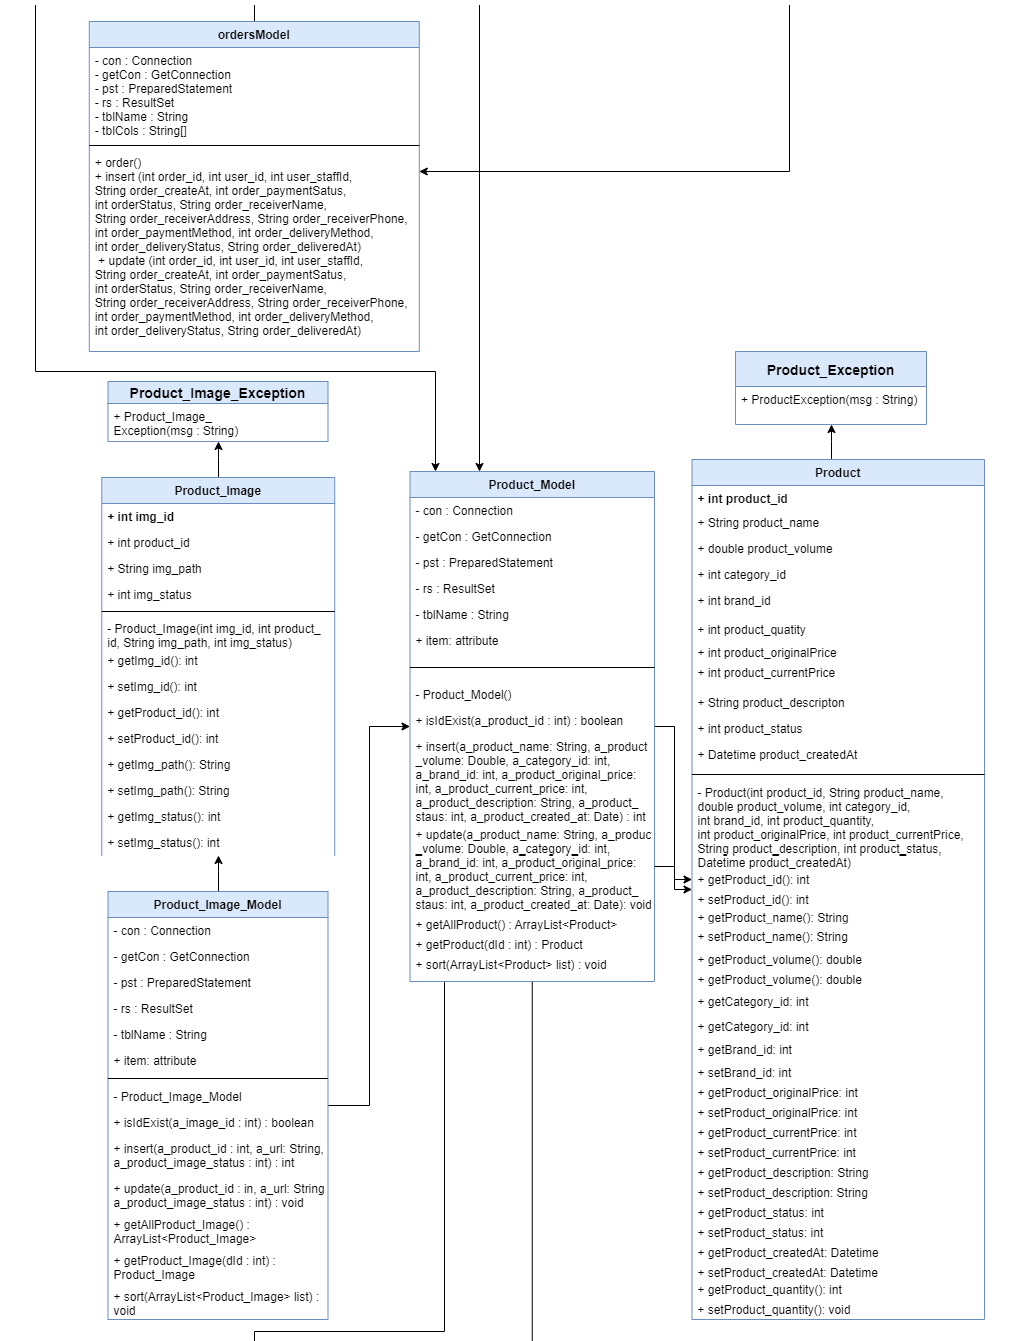 ordersModel
- con : Connection
- getCon : GetConnection
- pst : PreparedStatement
- rs : ResultSet
- tblName : String
- tblCols : String[]
+ order()
+ insert (int order_id, int user_id, int user_staffId,
String order_createAt, int order_paymentSatus,
int orderStatus, String order_receiverName,
String order_receiverAddress, String order_receiverPhone,
int order_paymentMethod, int order_deliveryMethod,
int order_deliveryStatus, String order_deliveredAt)
+ update (int order_id, int user_id, int user_staffId,
String order_createAt, int order_paymentSatus,
int orderStatus, String order_receiverName,
String order_receiverAddress, String order_receiverPhone,
int order_paymentMethod, int order_deliveryMethod,
int order_deliveryStatus, String order_deliveredAt)
Product_Image_Exception
+ Product_Image_
Exception(msg : String)
Product_Image
+ int img_id
+ int product_id
+ String img_path
+ int img_status
- Product_Image(int img_id, int product_
id, String img_path, int img_status)
+ getImg_id(): int
+ setImg_id(): int
+ getProduct_id(): int
+ setProduct_id(): int
+ getImg_path(): String
+ setImg_path(): String
+ getImg_status(): int
+ setImg_status(): int
Product_Image_Model
- con : Connection
- getCon : GetConnection
- pst : PreparedStatement
- rs : ResultSet
- tblName : String
+ item: attribute
- Product_Image_Model
+ isIdExist(a_image_id : int) : boolean
+ insert(a_product_id : int, a_url: String,
a_product_image_status : int) : int
+ update(a_product_id : in, a_url: String
a_product_image_status : int) : void
+ getAllProduct_Image() :
ArrayList<Product_Image>
+ getProduct_Image(dId : int) :
Product_Image
+ sort(ArrayList<Product_Image> list) :
void
Product_Model
- con : Connection
- getCon : GetConnection
- pst : PreparedStatement
- rs : ResultSet
- tblName : String
+ item: attribute
- Product_Model()
+ isIdExist(a_product_id : int) : boolean
+ insert(a_product_name: String, a_product
_volume: Double, a_category_id: int,
a_brand_id: int, a_product_original_price:
int, a_product_current_price: int,
a_product_description: String, a_product_
staus: int, a_product_created_at: Date) : int
+ update(a_product_name: String, a_produc
_volume: Double, a_category_id: int,
a_brand_id: int, a_product_original_price:
int, a_product_current_price: int,
a_product_description: String, a_product_
staus: int, a_product_created_at: Date): void
+ getAllProduct() : ArrayList<Product>
+ getProduct(dId : int) : Product
+ sort(ArrayList<Product> list) : void
Product_Exception
+ ProductException(msg : String)
Product
+ int product_id
+ String product_name
+ double product_volume
+ int category_id
+ int brand_id
+ int product_quatity
+ int product_originalPrice
+ int product_currentPrice
+ String product_descripton
+ int product_status
+ Datetime product_createdAt
- Product(int product_id, String product_name,
double product_volume, int category_id,
int brand_id, int product_quantity,
int product_originalPrice, int product_currentPrice,
String product_description, int product_status,
Datetime product_createdAt)
+ getProduct_id(): int
+ setProduct_id(): int
+ getProduct_name(): String
+ setProduct_name(): String
+ getProduct_volume(): double
+ getProduct_volume(): double
+ getCategory_id: int
+ getCategory_id: int
+ getBrand_id: int
+ setBrand_id: int
+ getProduct_originalPrice: int
+ setProduct_originalPrice: int
+ getProduct_currentPrice: int
+ setProduct_currentPrice: int
+ getProduct_description: String
+ setProduct_description: String
+ getProduct_status: int
+ setProduct_status: int
+ getProduct_createdAt: Datetime
+ setProduct_createdAt: Datetime
+ getProduct_quantity(): int
+ setProduct_quantity(): void